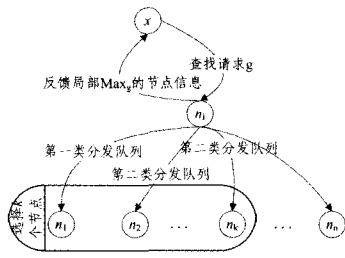 x
查找请求g
反馈局部Maxg的节点信息
ni
第一类分发队列
第二类分发队列
第二类分发队列
选择k
个节点
n1
n2
...
nk
...
nn